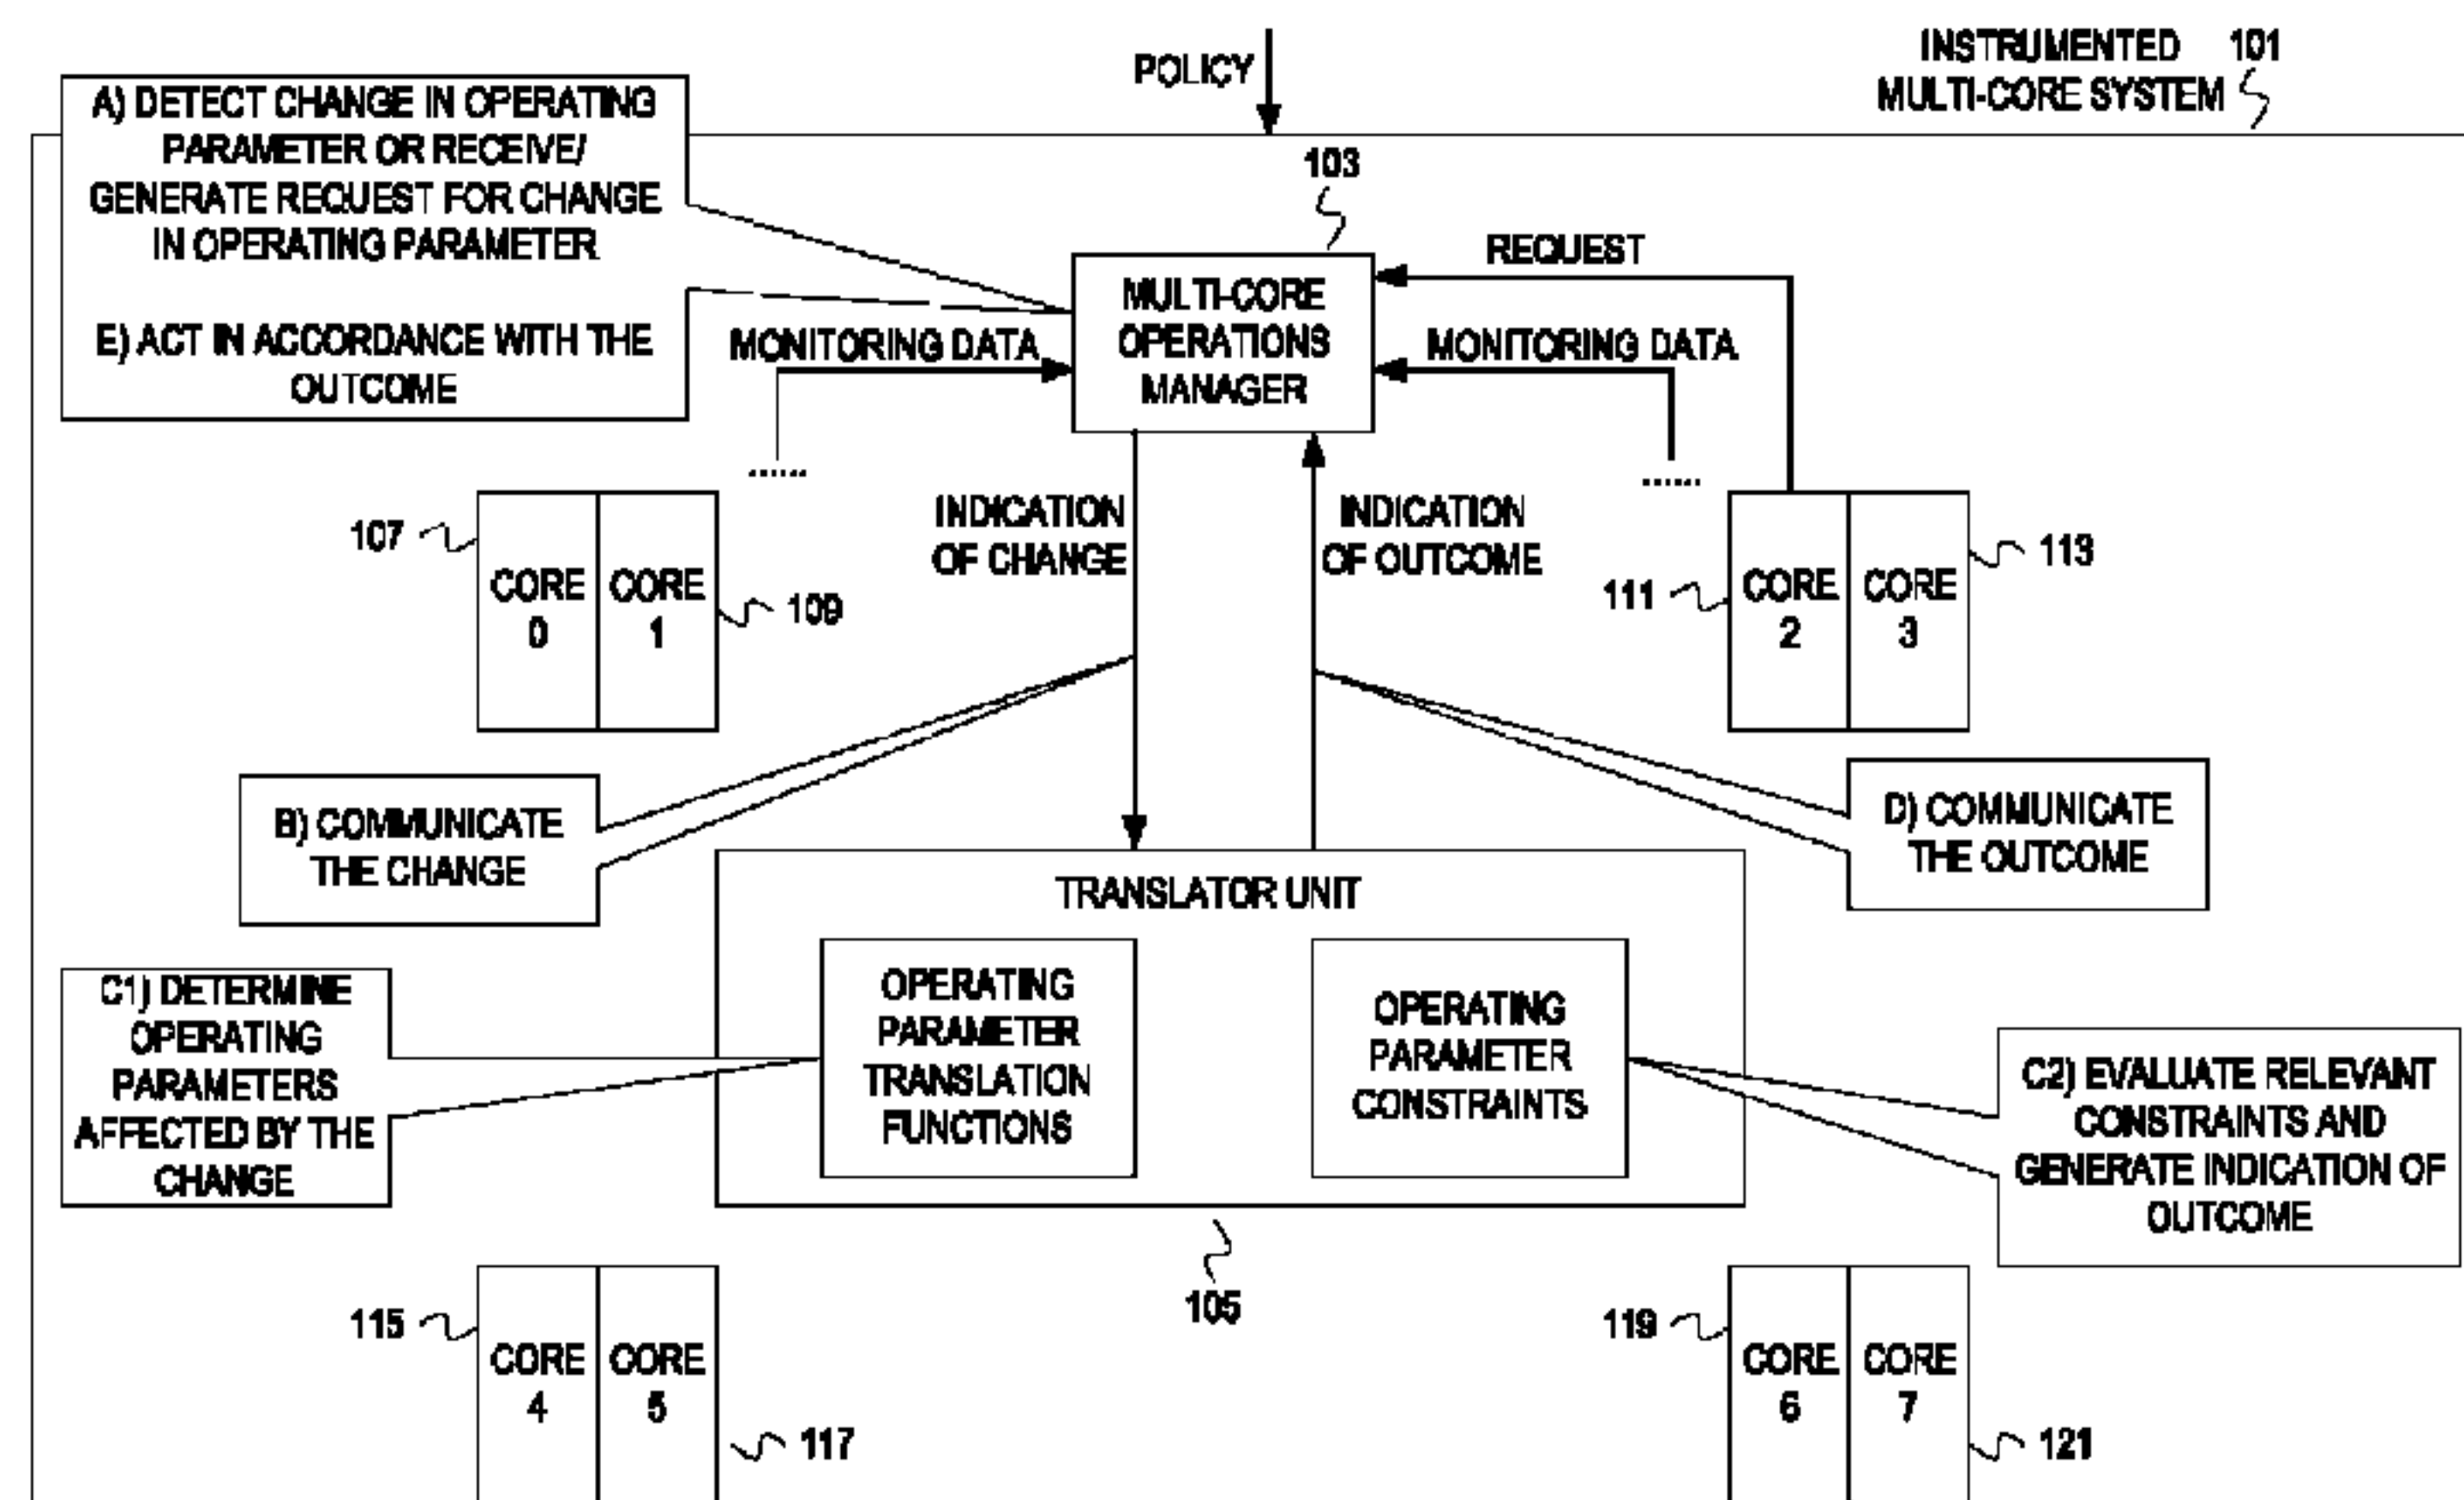 POLICY
INSTRUMENTED 101
MULTI-CORE SYSTEM
A) DETECT CHANGE IN OPERATING
PARAMETER OR RECEIVE/
GENERATE REQUEST FOR CHANGE
IN OPERATING PARAMETER
E) ACT IN ACCORDANCE WITH THE
OUTCOME
103
MULTI-CORE
OPERATIONS
MANAGER
REQUEST
MONITORING DATA
MONITORING DATA
......
......
107
CORE
0
CORE
1
109
INDICATION
OF CHANGE
INDICATION
OF OUTCOME
111
CORE
2
CORE
3
113
B) COMMUNICATE
THE CHANGE
D) COMMUNICATE
THE OUTCOME
TRANSLATOR UNIT
C1) DETERMINE
OPERATING
PARAMETERS
AFFECTED BY THE
CHANGE
OPERATING
PARAMETER
TRANSLATION
FUNCTIONS
OPERATING
PARAMETER
CONSTRAINTS
C2) EVALUATE RELEVANT
CONSTRAINTS AND
GENERATE INDICATION OF
OUTCOME
105
115
CORE
4
CORE
5
117
119
CORE
6
CORE
7
121